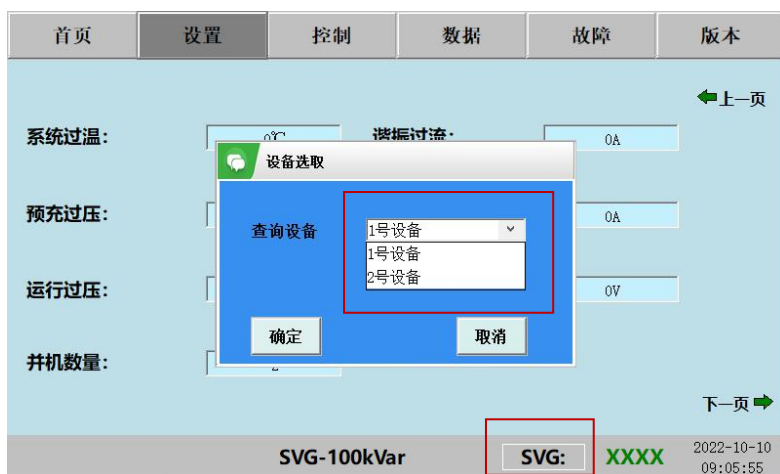 首页 设置 控制 数据 故障 版本
上一页
系统过温: 0℃ 谐振过流: 0A
设备选取
预充过压: 0A
查询设备 1号设备
1号设备
2号设备
运行过压: 0V
确定 取消
并机数量:
下一页
SVG-100kVar SVG: XXXX 2022-10-10
09:05:55